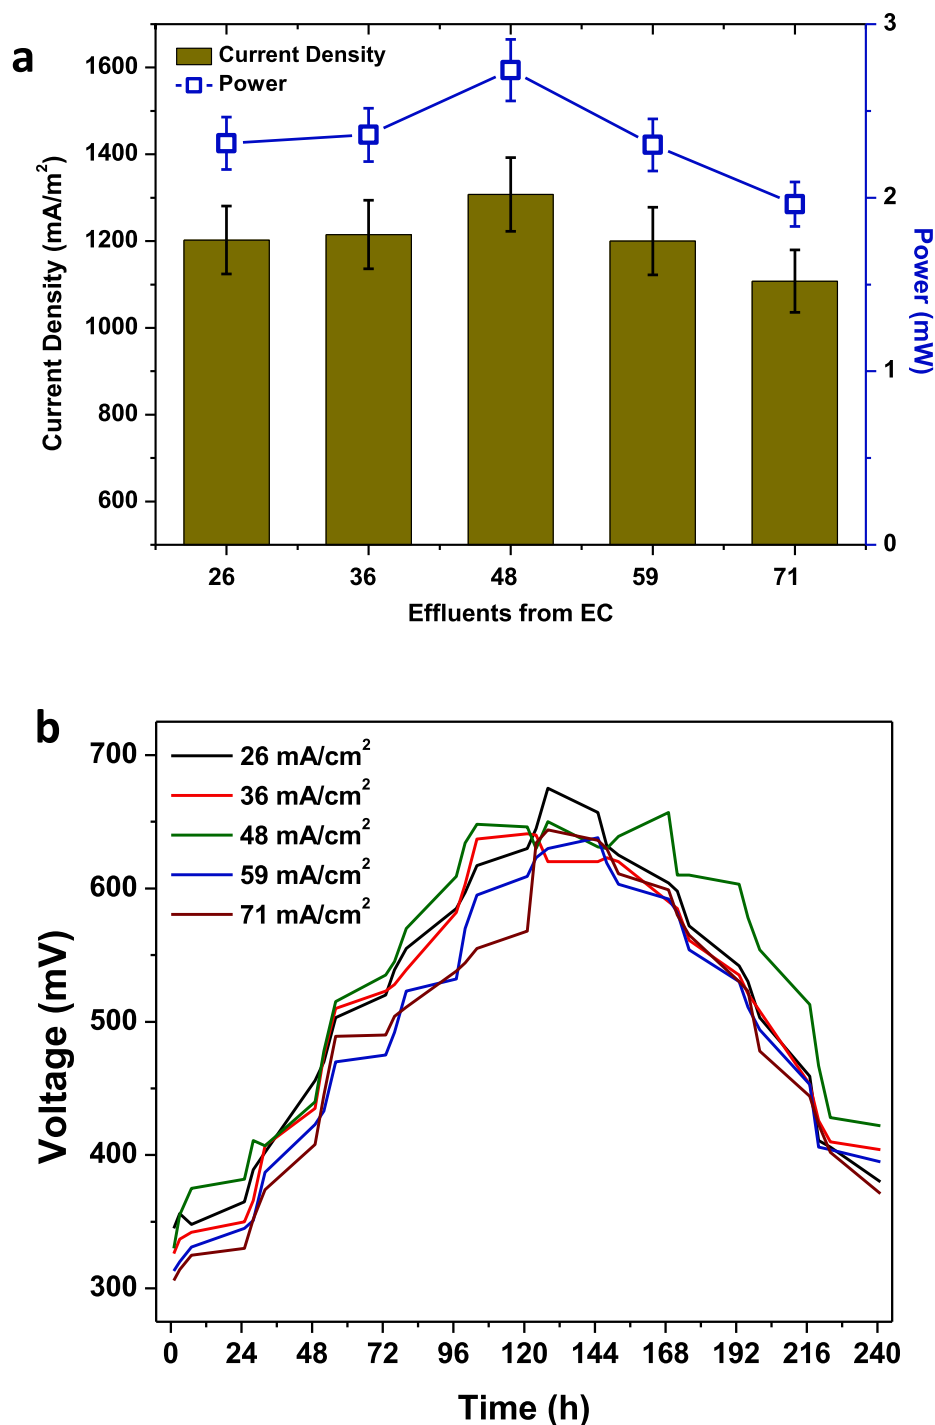 a
Current Density
Power
1600
1400
1200
1000
800
600
Current Density (mA/m²)
3
2
1
0
Power (mW)
26 36 48 59 71
Effluents from EC
b
26 mA/cm²
36 mA/cm²
48 mA/cm²
59 mA/cm²
71 mA/cm²
700
600
500
400
300
Voltage (mV)
0 24 48 72 96 120 144 168 192 216 240
Time (h)